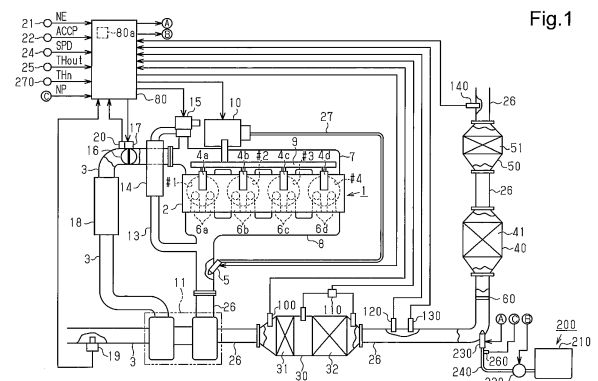 Fig.1
21 NE A
22 ACCP 80a B
24 SPD
25 THout
270 THn
C NP 80
15 10 140 26
20 17 27
16 9 51
3 4a 4b #2 4c #3 4d 7 50
14 #1 #4 1 26
18 2
13 6a 6b 6c 6d 8 41
40
3 5
11 26 100 110 120 130 60
A C B 200
230 260 210
19 3 26 31 30 32 26 240
220